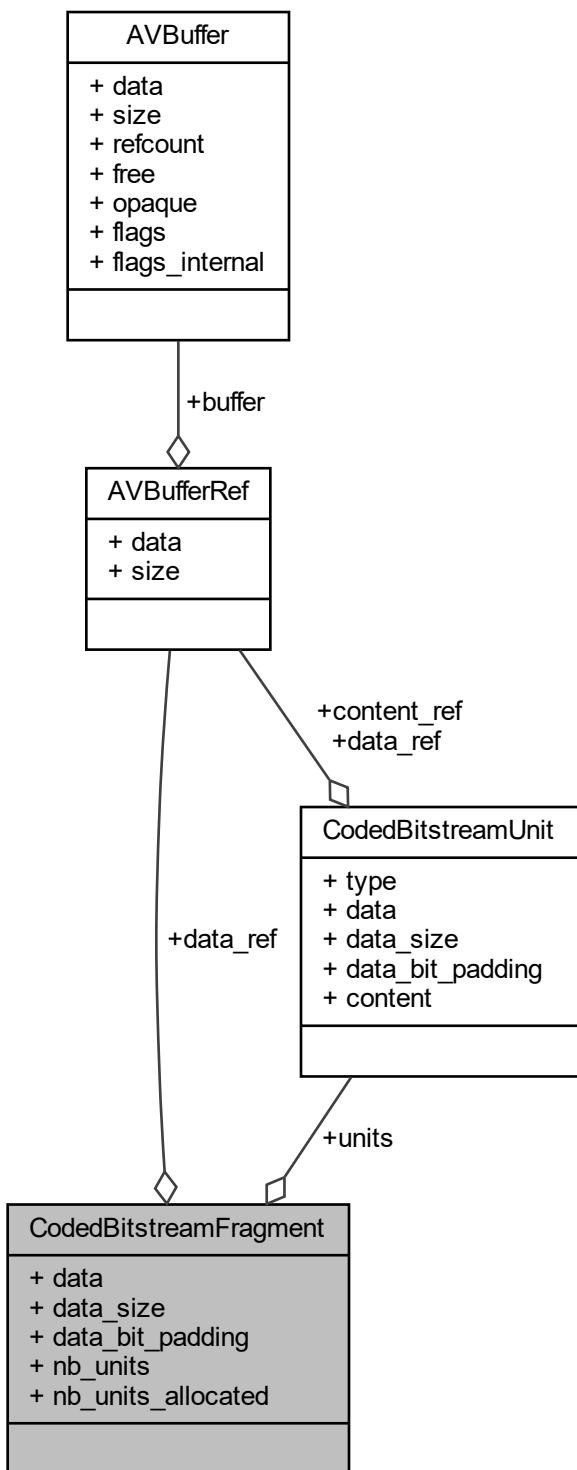 AVBuffer
+ data
+ size
+ refcount
+ free
+ opaque
+ flags
+ flags_internal
+buffer
AVBufferRef
+ data
+ size
+content_ref
+data_ref
CodedBitstreamUnit
+ type
+ data
+ data_size
+ data_bit_padding
+ content
+data_ref
+units
CodedBitstreamFragment
+ data
+ data_size
+ data_bit_padding
+ nb_units
+ nb_units_allocated